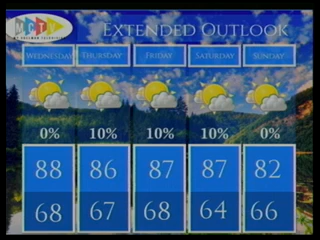 Extended Outlook
Wednesday Thursday Friday Saturday Sunday
0% 10% 10% 10% 0%
88 86 87 87 82
68 67 68 64 66